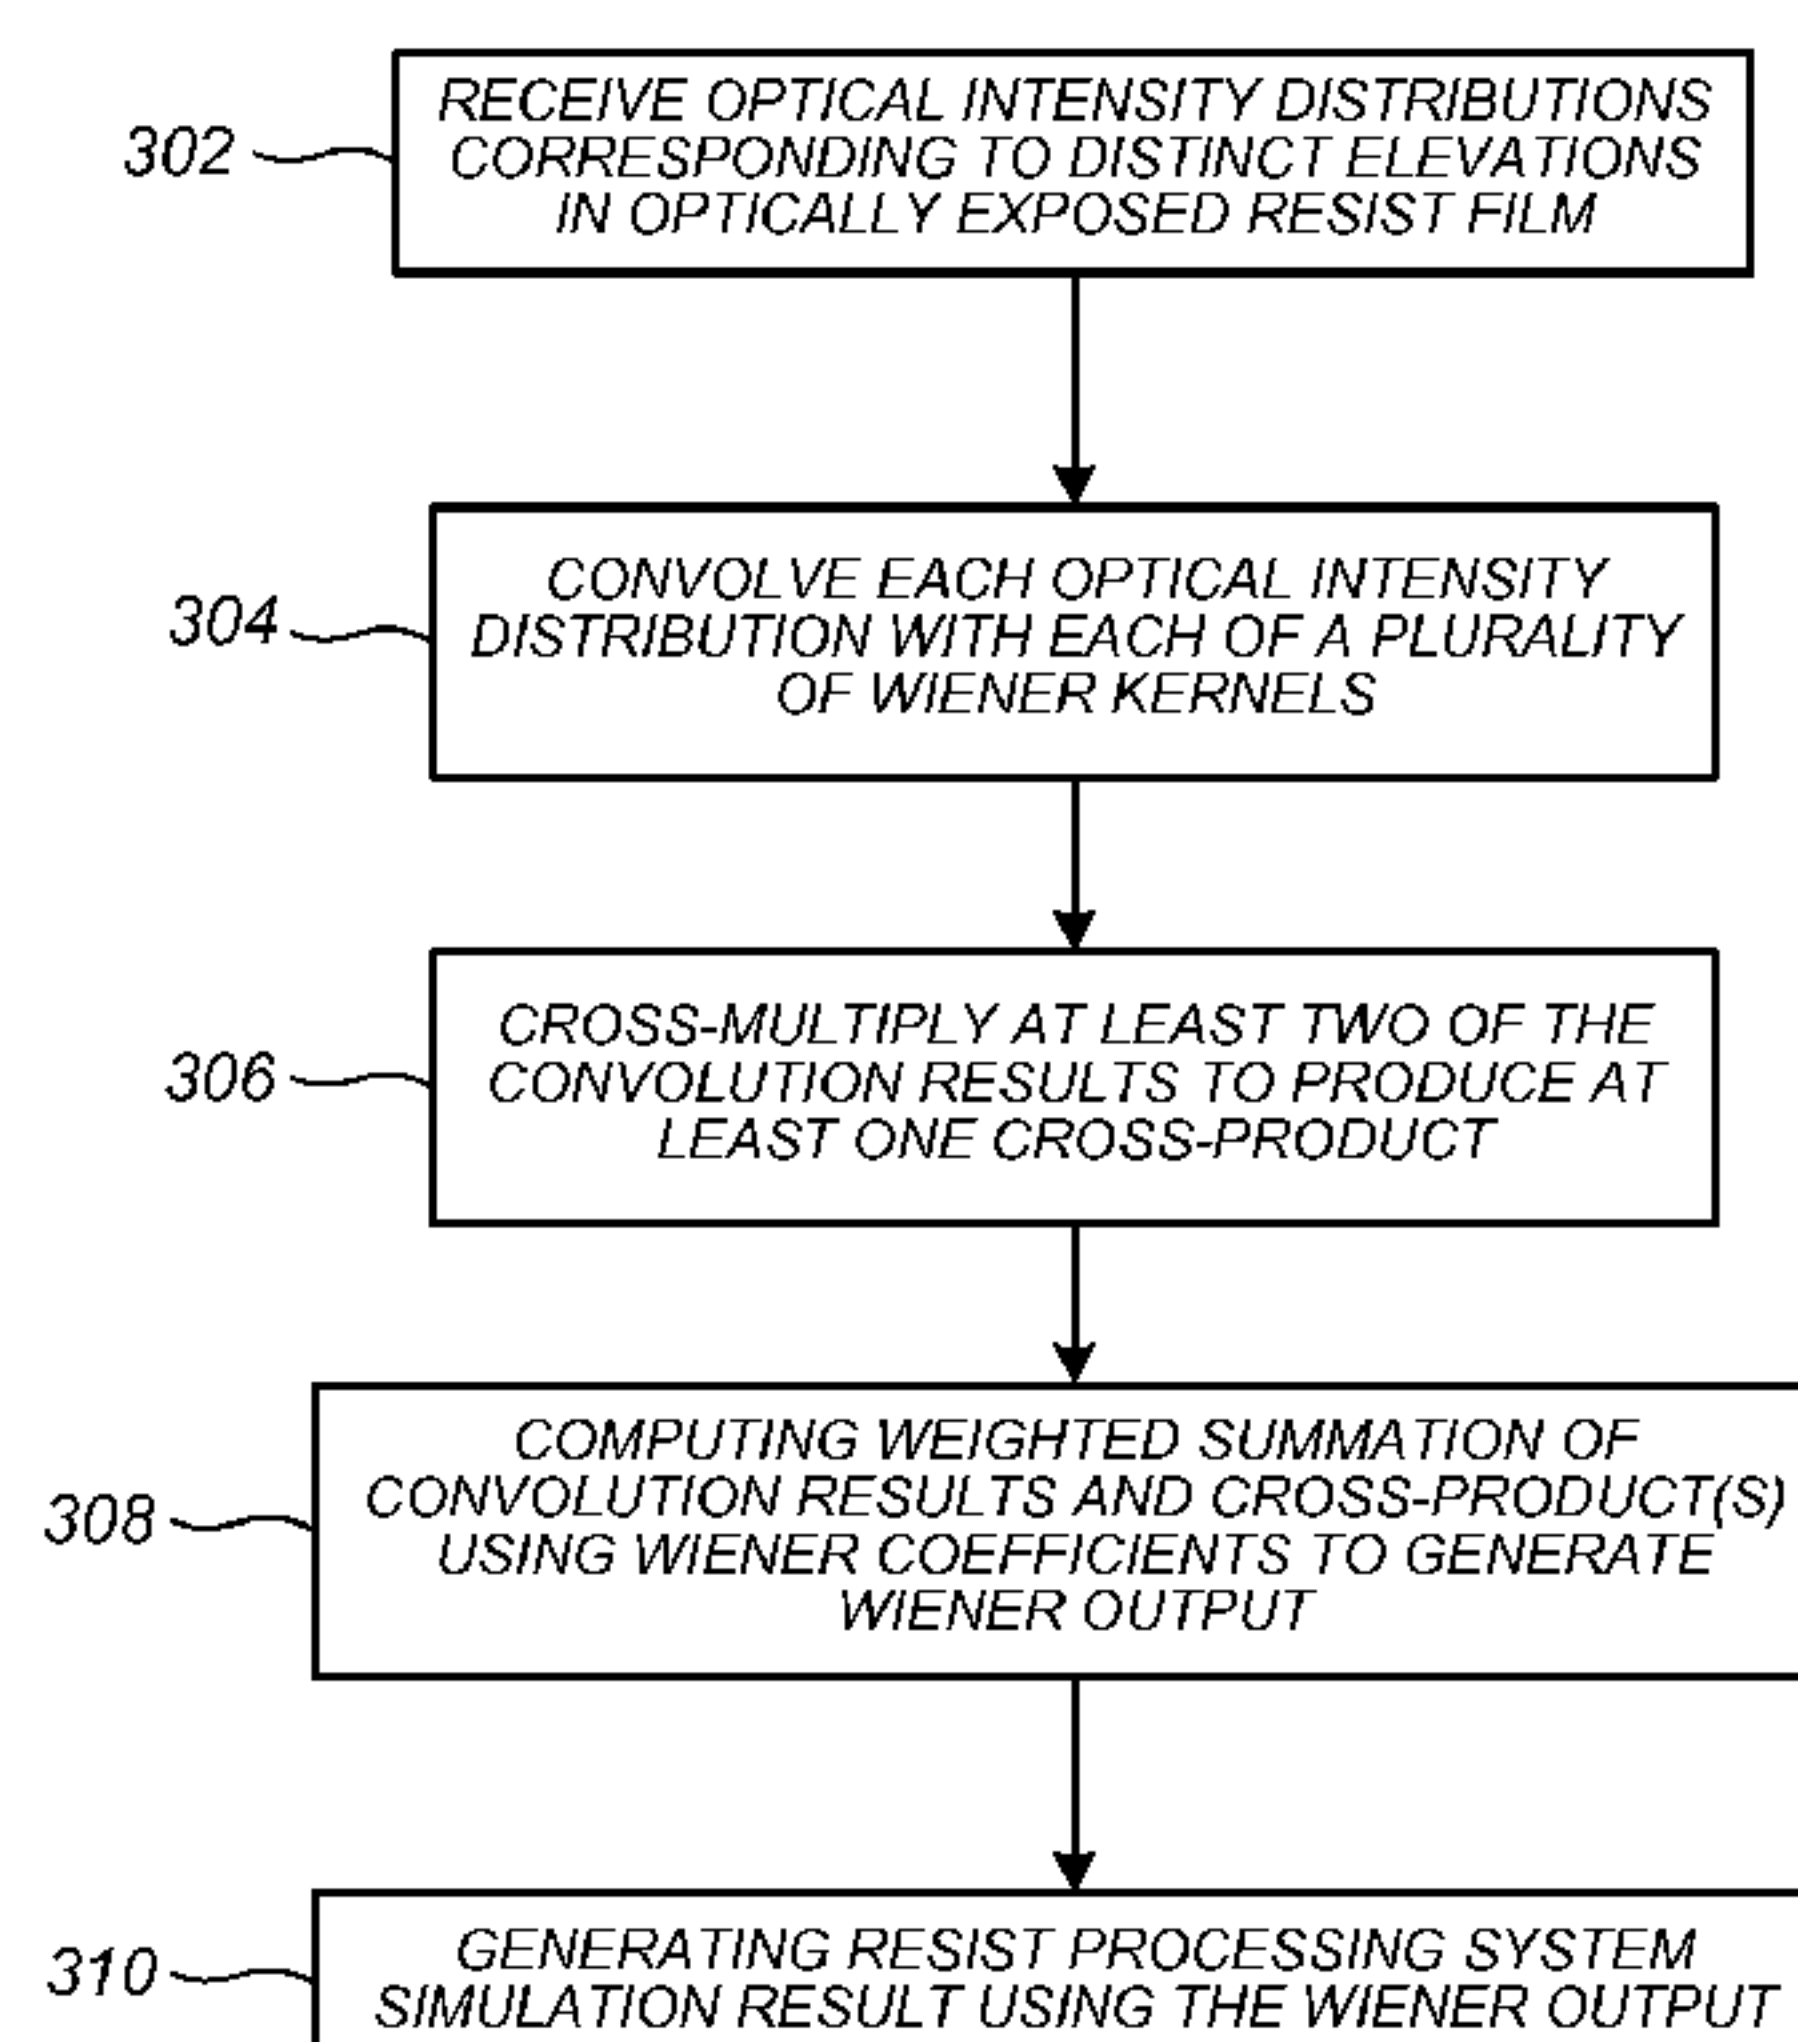 RECEIVE OPTICAL INTENSITY DISTRIBUTIONS
302
CORRESPONDING TO DISTINCT ELEVATIONS
IN OPTICALLY EXPOSED RESIST FILM
CONVOLVE EACH OPTICAL INTENSITY
304
DISTRIBUTION WITH EACH OF A PLURALITY
OF WIENER KERNELS
CROSS-MULTIPLY AT LEAST TWO OF THE
306
CONVOLUTION RESULTS TO PRODUCE AT
LEAST ONE CROSS-PRODUCT
COMPUTING WEIGHTED SUMMATION OF
CONVOLUTION RESULTS AND CROSS-PRODUCT(S)
308
USING WIENER COEFFICIENTS TO GENERATE
WIENER OUTPUT
GENERATING RESIST PROCESSING SYSTEM
310
SIMULATION RESULT USING THE WIENER OUTPUT